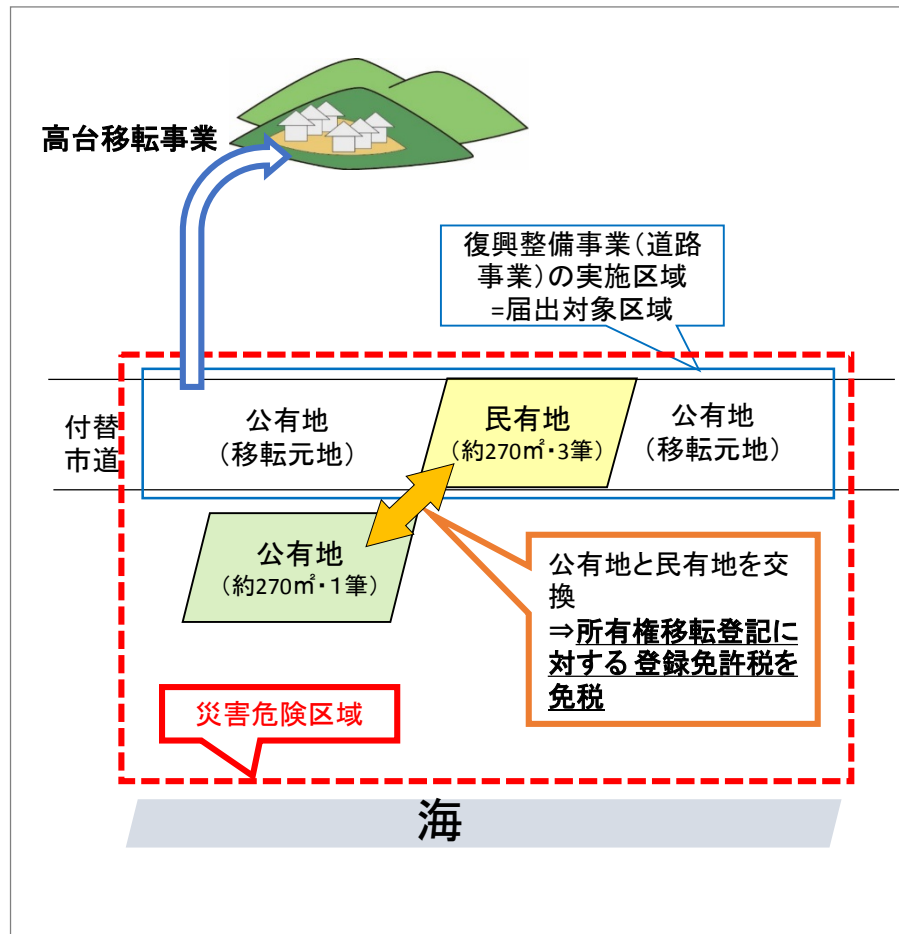 高台移転事業
復興整備事業(道路
事業)の実施区域
=届出対象区域
付替
市道
公有地
(移転元地)
民有地
(約270㎡・3筆)
公有地
(移転元地)
公有地
(約270㎡・1筆)
公有地と民有地を交
換
⇒所有権移転登記に
対する 登録免許税を
免税
災害危険区域
海